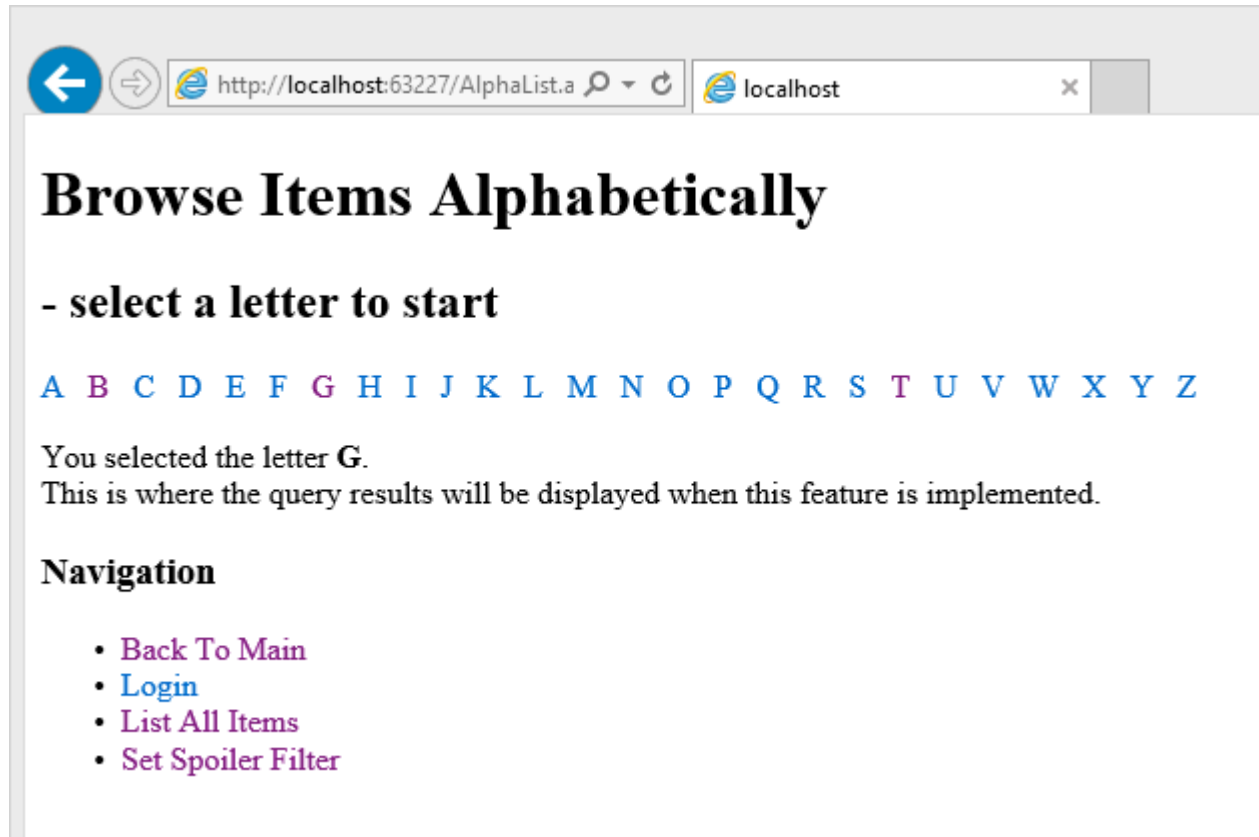 http://localhost:63227/AlphaList.a
localhost
Browse Items Alphabetically
- select a letter to start
A B C D E F G H I J K L M N O P Q R S T U V W X Y Z
You selected the letter G.
This is where the query results will be displayed when this feature is implemented.
Navigation
• Back To Main
• Login
• List All Items
• Set Spoiler Filter